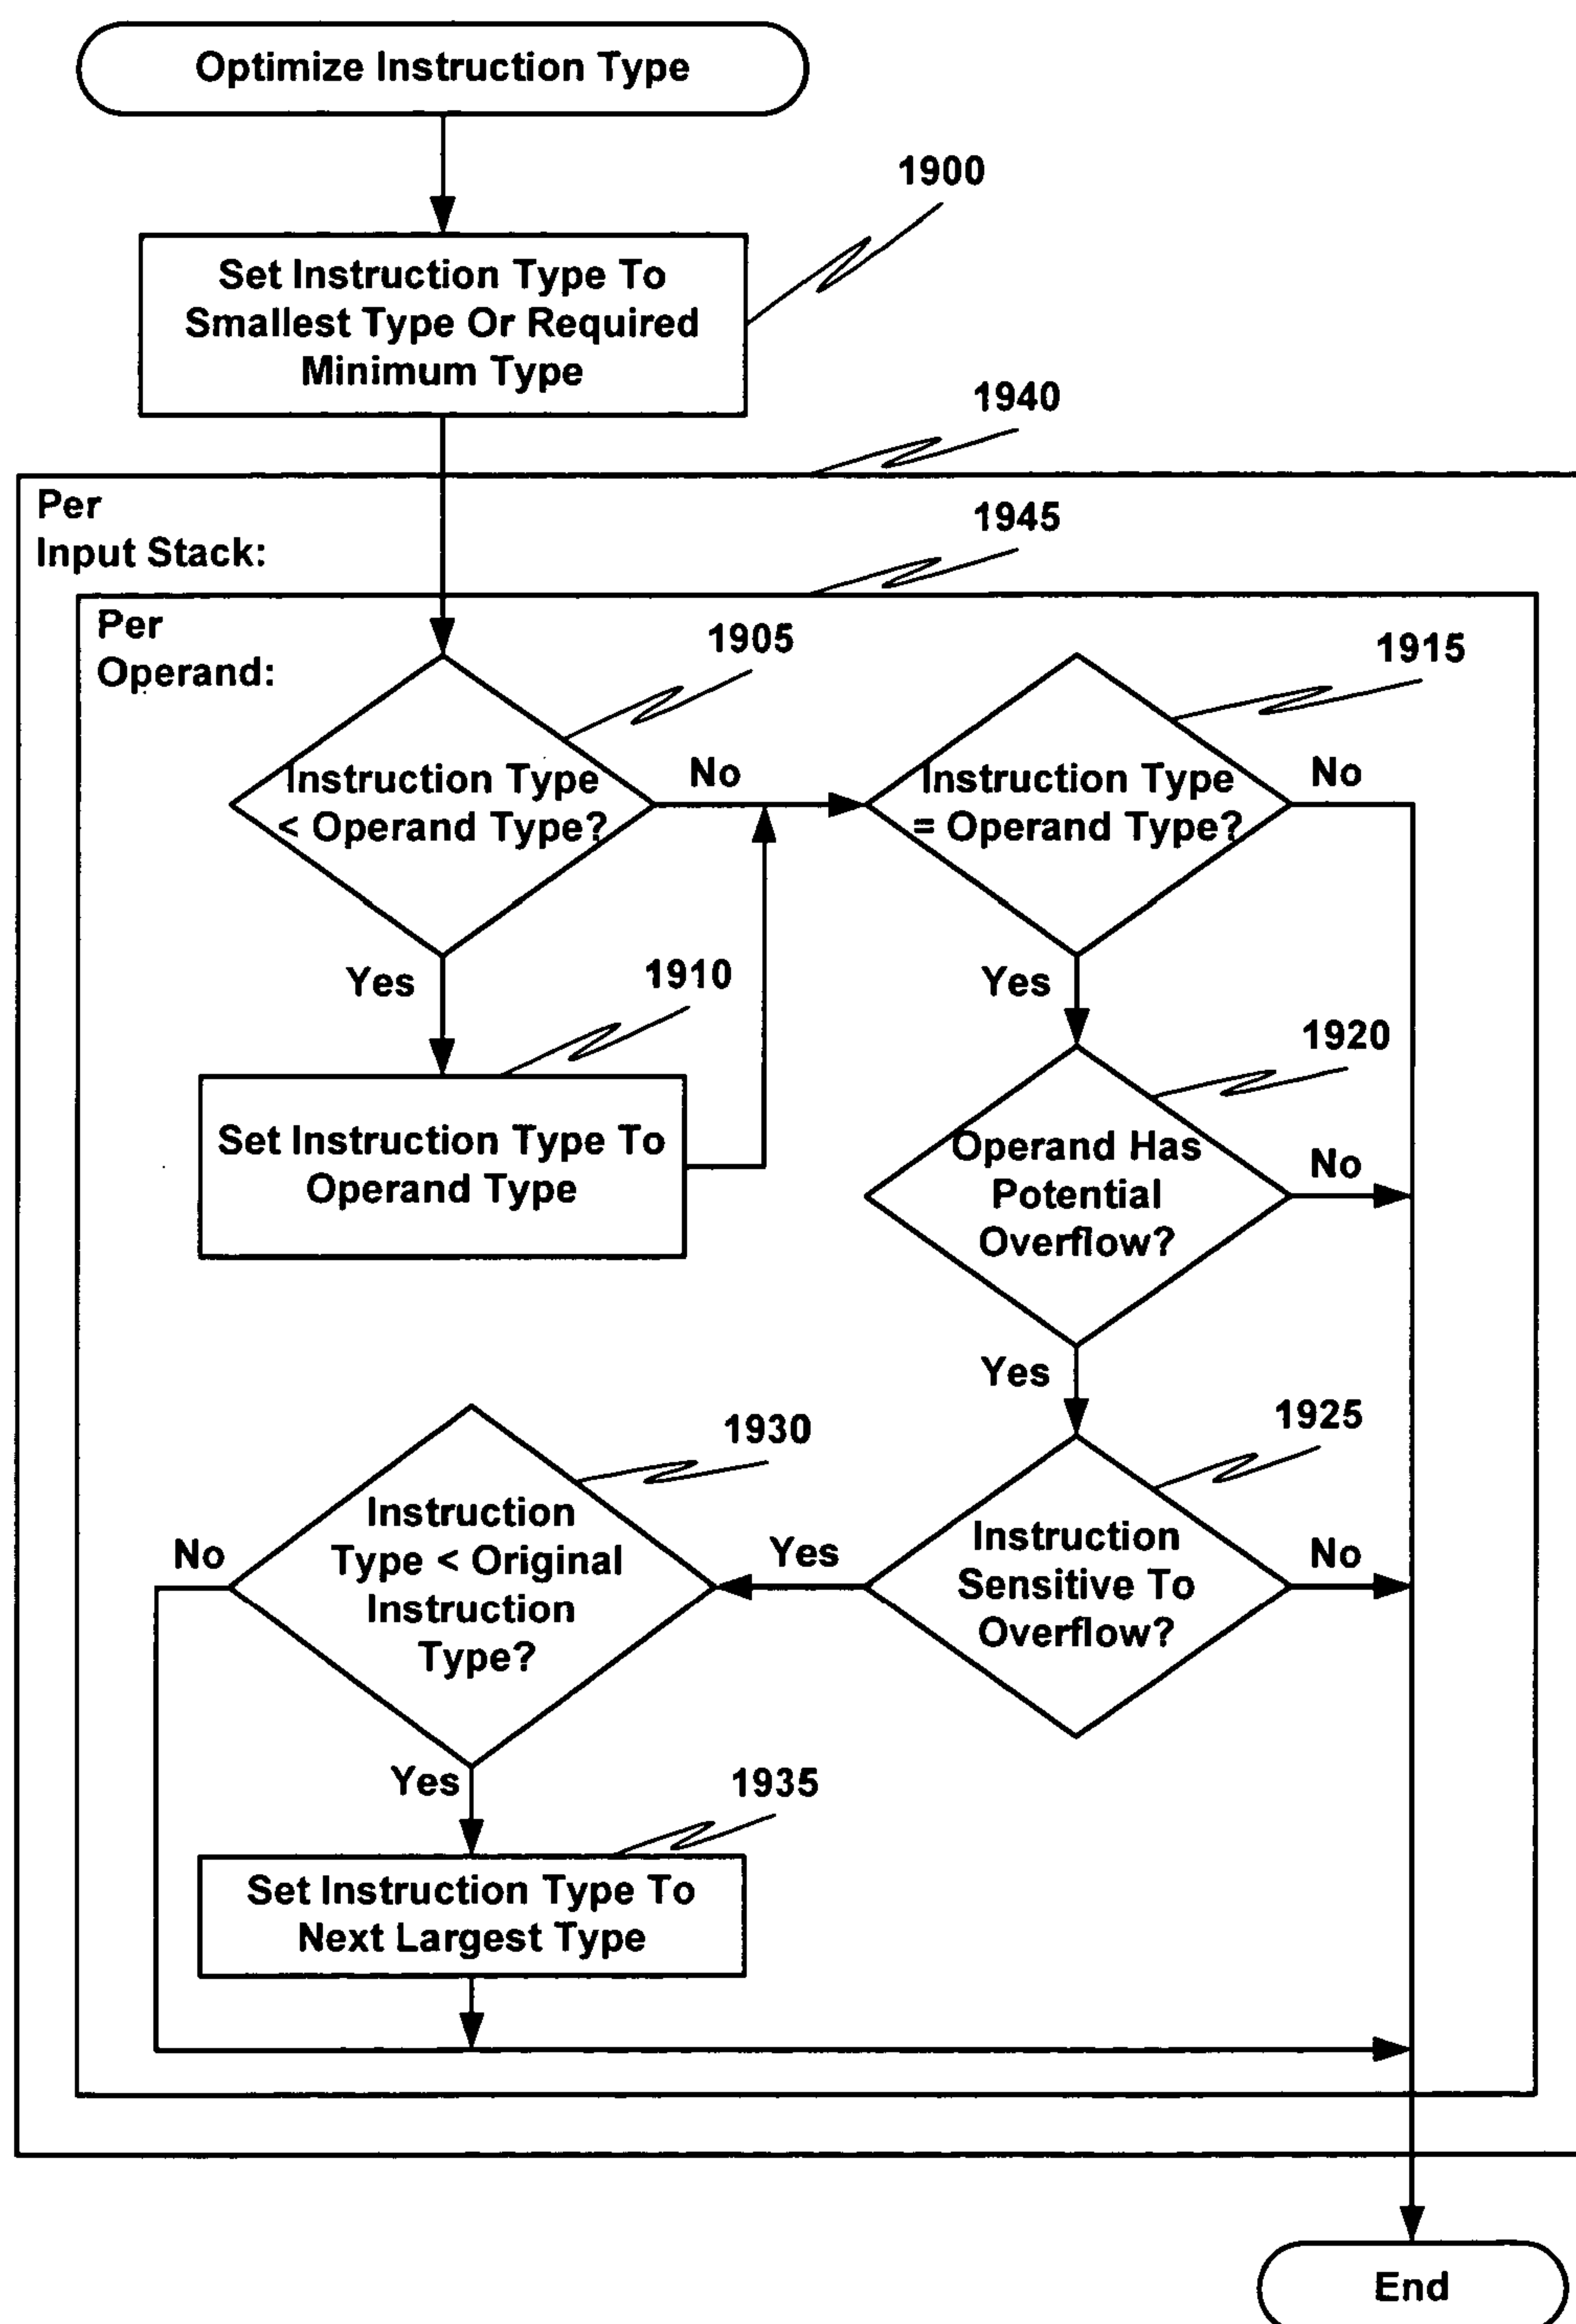 Optimize Instruction Type
1900
Set Instruction Type To
Smallest Type Or Required
Minimum Type
1940
Per
Input Stack:
1945
Per
Operand:
1905
Instruction Type
< Operand Type?
No
1915
Instruction Type
= Operand Type?
No
Yes
1910
Set Instruction Type To
Operand Type
Yes
1920
Operand Has
Potential
Overflow?
No
Yes
1925
Instruction
Sensitive To
Overflow?
No
Yes
1930
Instruction
Type < Original
Instruction
Type?
No
Yes
1935
Set Instruction Type To
Next Largest Type
End